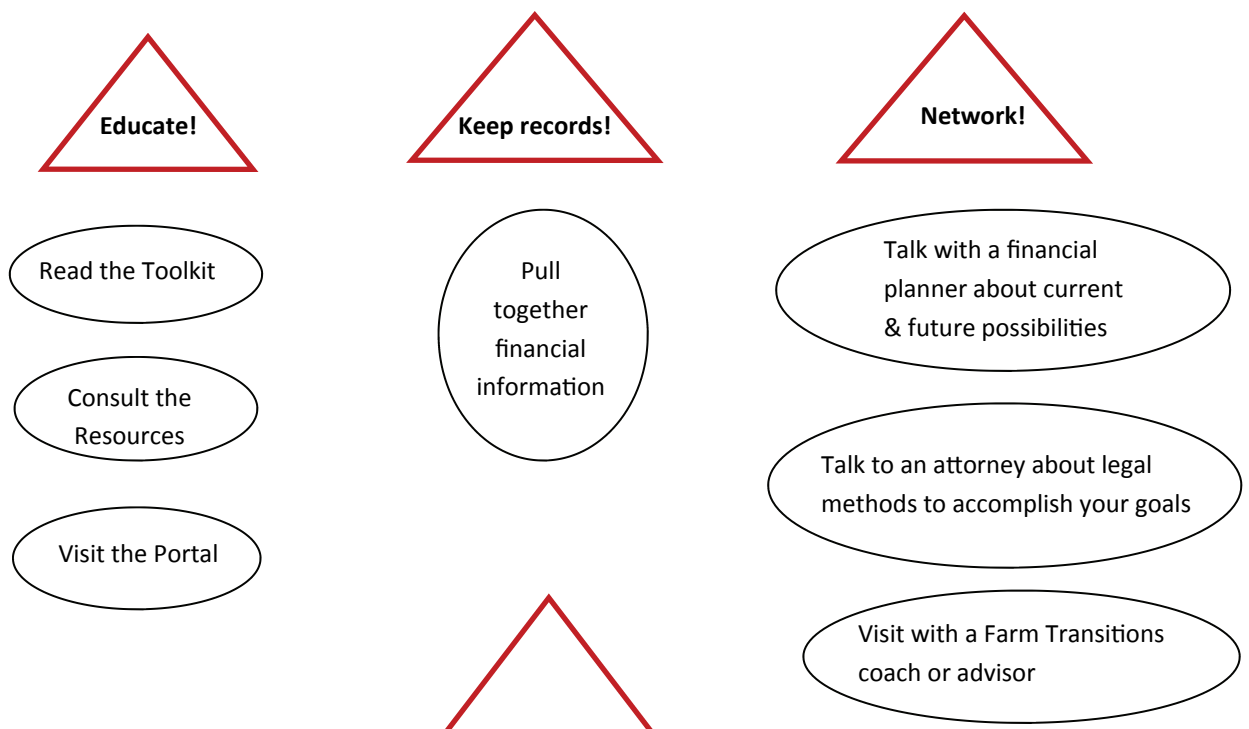 Educate!
Read the Toolkit
Consult the
Resources
Visit the Portal
Keep records!
Pull
together
financial
information
Network!
Talk with a financial
planner about current
& future possibilities
Talk to an attorney about legal
methods to accomplish your goals
Visit with a Farm Transitions
coach or advisor